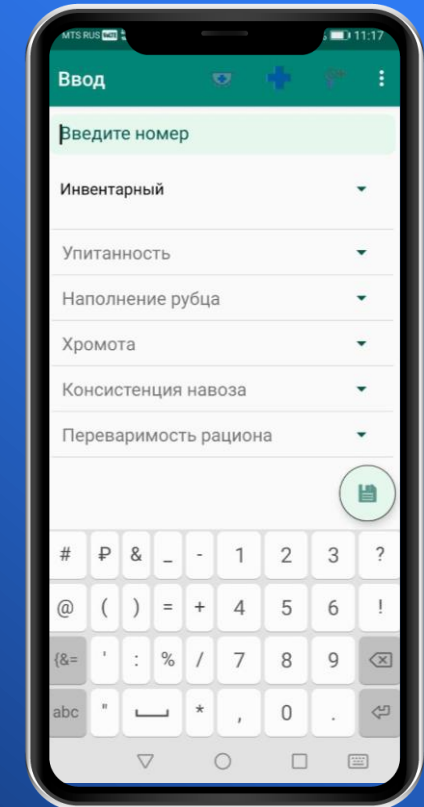 MTS RUS 11:17
Ввод
Введите номер
Инвентарный
Упитанность
Наполнение рубца
Хромота
Консистенция навоза
Переваримость рациона
# ₽ & _ - 1 2 3 ?
@ ( ) = + 4 5 6 !
{&= ' : % / 7 8 9
abc " * , 0 .